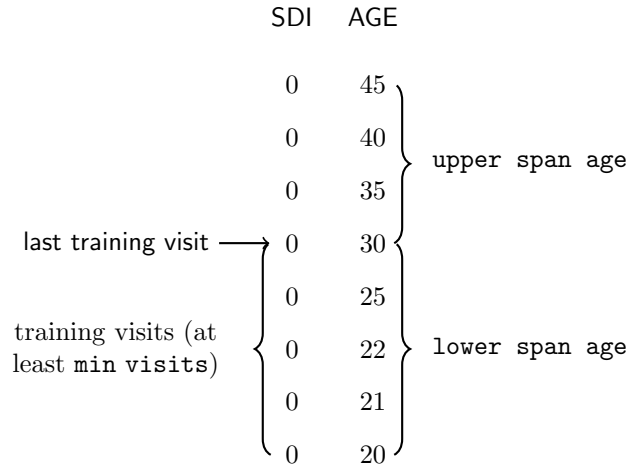 SDI AGE
0 45
0 40
upper span age
0 35
last training visit 0 30
0 25
training visits (at
least min visits)
0 22
lower span age
0 21
0 20